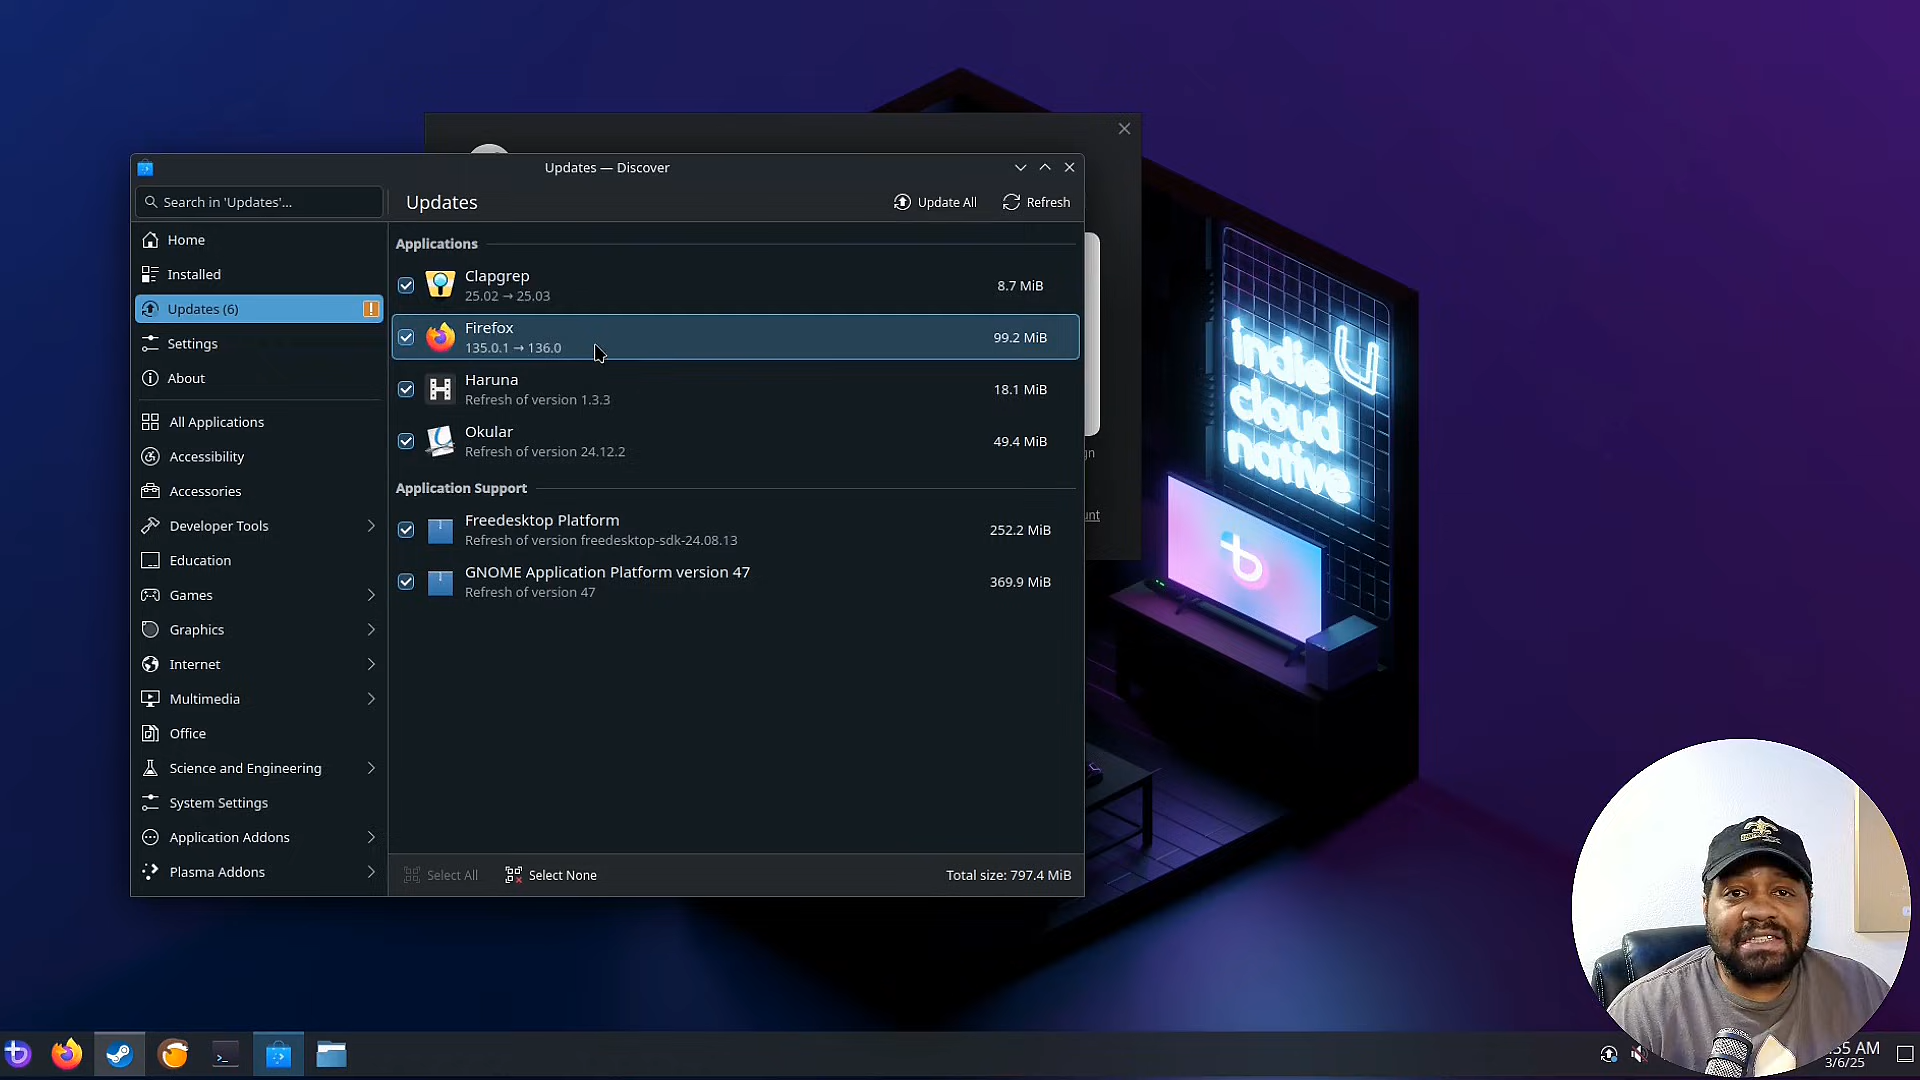 Updates — Discover
Search in 'Updates'...
Updates
Update All
Refresh
Home
Installed
Updates (6)
Settings
About
All Applications
Accessibility
Accessories
Developer Tools
Education
Games
Graphics
Internet
Multimedia
Office
Science and Engineering
System Settings
Application Addons
Plasma Addons
Applications
Clapgrep
25.02 → 25.03
8.7 MiB
Firefox
135.0.1 → 136.0
99.2 MiB
Haruna
Refresh of version 1.3.3
18.1 MiB
Okular
Refresh of version 24.12.2
49.4 MiB
Application Support
Freedesktop Platform
Refresh of version freedesktop-sdk-24.08.13
252.2 MiB
GNOME Application Platform version 47
Refresh of version 47
369.9 MiB
Select All
Select None
Total size: 797.4 MiB
indie
cloud
native
:55 AM
3/6/25